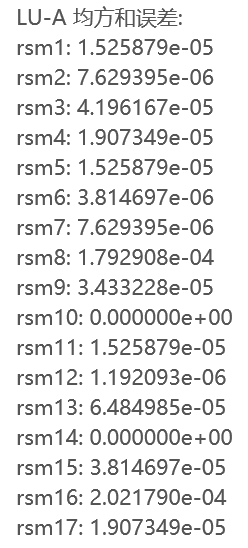 LU-A 均方和误差:
rsm1: 1.525879e-05
rsm2: 7.629395e-06
rsm3: 4.196167e-05
rsm4: 1.907349e-05
rsm5: 1.525879e-05
rsm6: 3.814697e-06
rsm7: 7.629395e-06
rsm8: 1.792908e-04
rsm9: 3.433228e-05
rsm10: 0.000000e+00
rsm11: 1.525879e-05
rsm12: 1.192093e-06
rsm13: 6.484985e-05
rsm14: 0.000000e+00
rsm15: 3.814697e-05
rsm16: 2.021790e-04
rsm17: 1.907349e-05